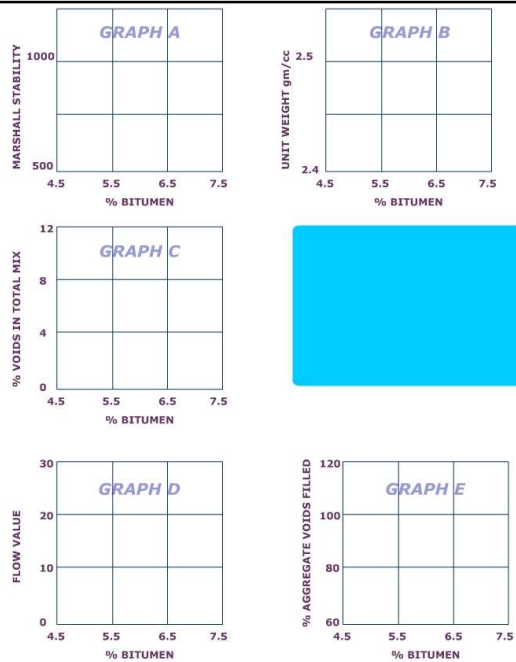 GRAPH A
MARSHALL STABILITY
1000
500
4.5 5.5 6.5 7.5
% BITUMEN
GRAPH B
UNIT WEIGHT gm/cc
2.5
2.4
4.5 5.5 6.5 7.5
% BITUMEN
GRAPH C
% VOIDS IN TOTAL MIX
12
8
4
0
4.5 5.5 6.5 7.5
% BITUMEN
GRAPH D
FLOW VALUE
30
20
10
0
4.5 5.5 6.5 7.5
% BITUMEN
GRAPH E
% AGGREGATE VOIDS FILLED
120
100
80
60
4.5 5.5 6.5 7.5
% BITUMEN